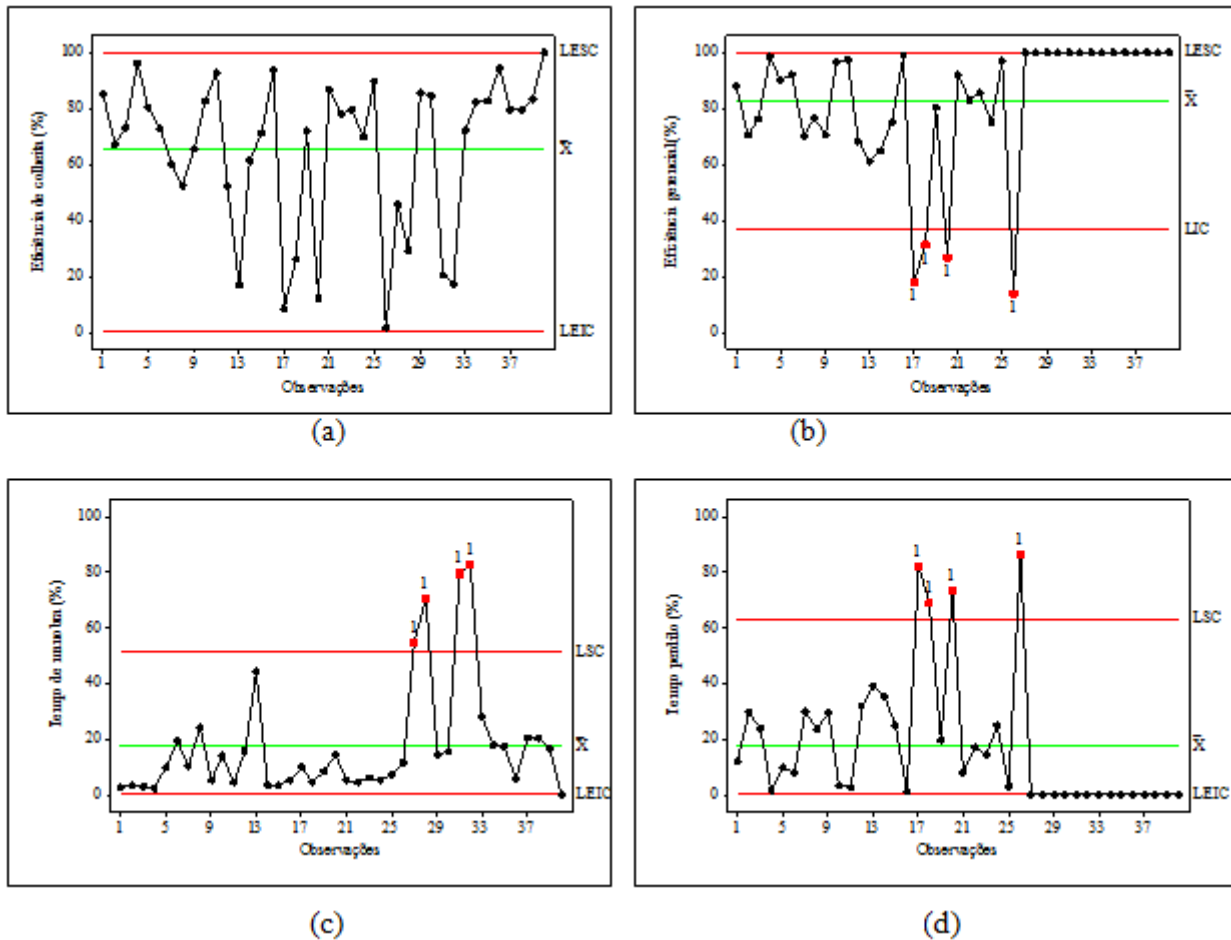 Eficiência de colheita (%)
100
80
60
40
20
0
LESC
X̄
LEIC
1 5 9 13 17 21 25 29 33 37
Observações
(a)
Eficiência gerencial(%)
100
80
60
40
20
0
LESC
X̄
LIC
1
1
1
1
1 5 9 13 17 21 25 29 33 37
Observações
(b)
Tempo de manobra (%)
100
80
60
40
20
0
LSC
X̄
LEIC
1
1
1
1
1 5 9 13 17 21 25 29 33 37
Observações
(c)
Tempo perdido (%)
100
80
60
40
20
0
LSC
X̄
LEIC
1
1
1
1
1 5 9 13 17 21 25 29 33 37
Observações
(d)